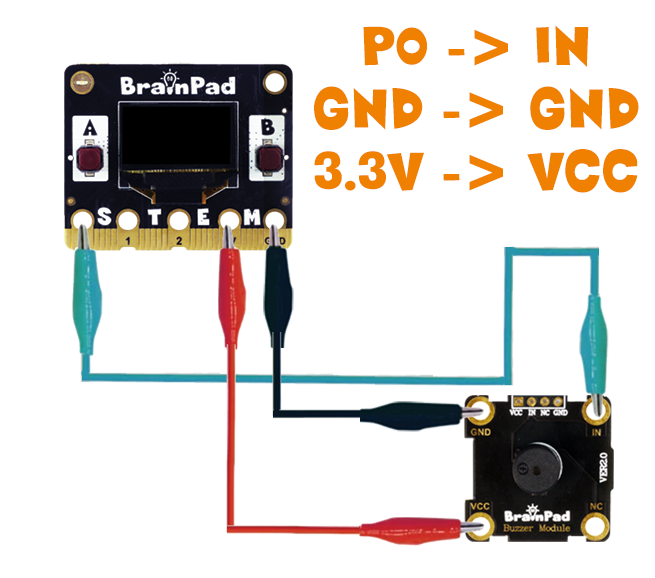 P0 -> IN
GND -> GND
3.3V -> VCC
BrainPad
A
B
S T E M
1 2 GND
VCC IN NC GND
GND
IN
VER2.0
VCC
NC
BrainPad
Buzzer Module